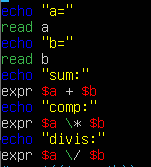 echo "a="
read a
echo "b="
read b
echo "sum:"
expr $a + $b
echo "comp:"
expr $a \* $b
echo "divis:"
expr $a \/ $b